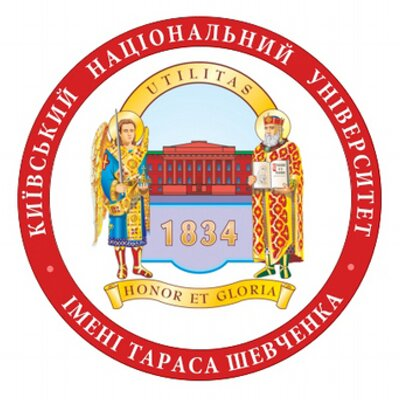 КИЇВСЬКИЙ НАЦІОНАЛЬНИЙ УНІВЕРСИТЕТ
ІМЕНІ ТАРАСА ШЕВЧЕНКА
UTILITAS
1834
HONOR ET GLORIA